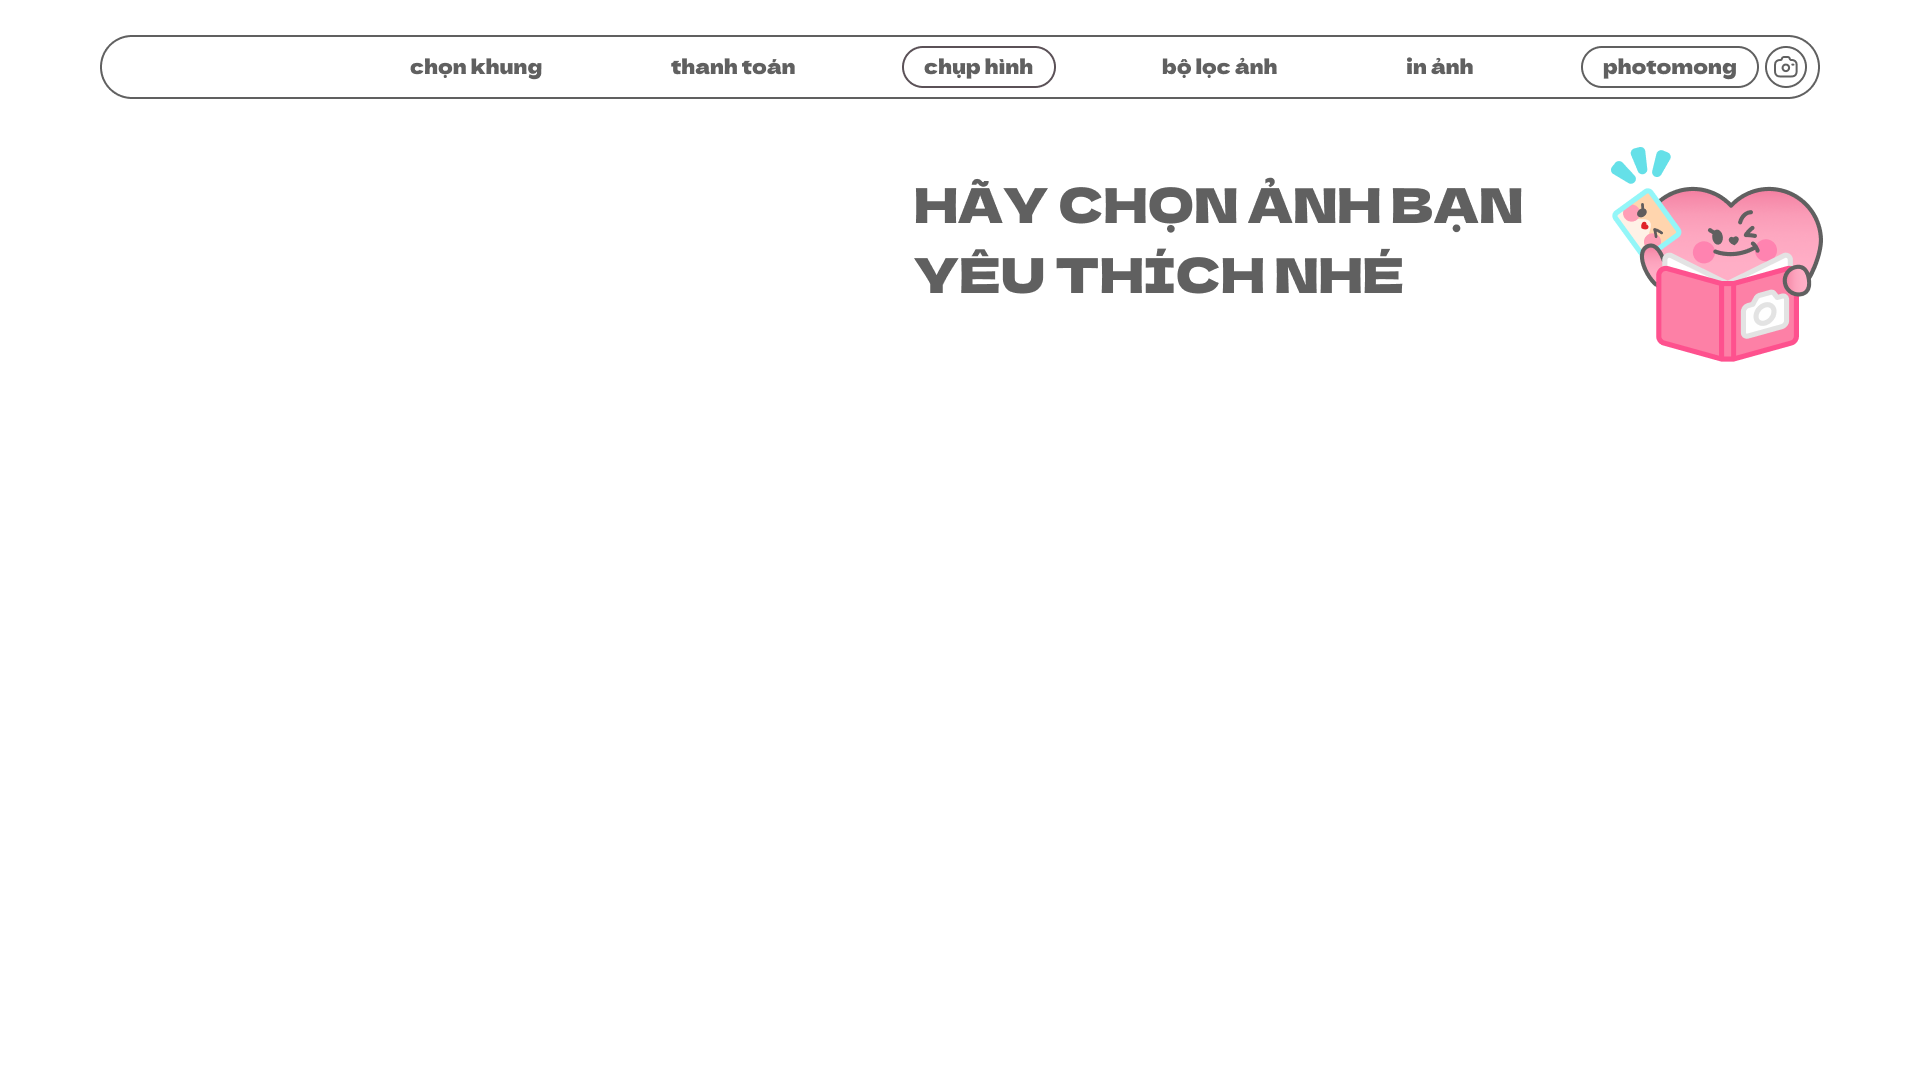 chọn khung
thanh toán
chụp hình
bộ lọc ảnh
in ảnh
photomong
HÃY CHỌN ẢNH BẠN
YÊU THÍCH NHÉ